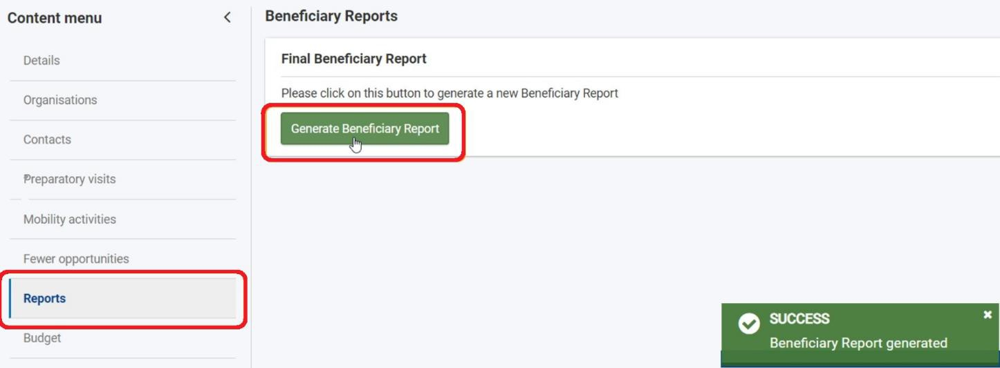 Content menu
Details
Organisations
Contacts
Preparatory visits
Mobility activities
Fewer opportunities
Reports
Budget
Beneficiary Reports
Final Beneficiary Report
Please click on this button to generate a new Beneficiary Report
Generate Beneficiary Report
SUCCESS
Beneficiary Report generated